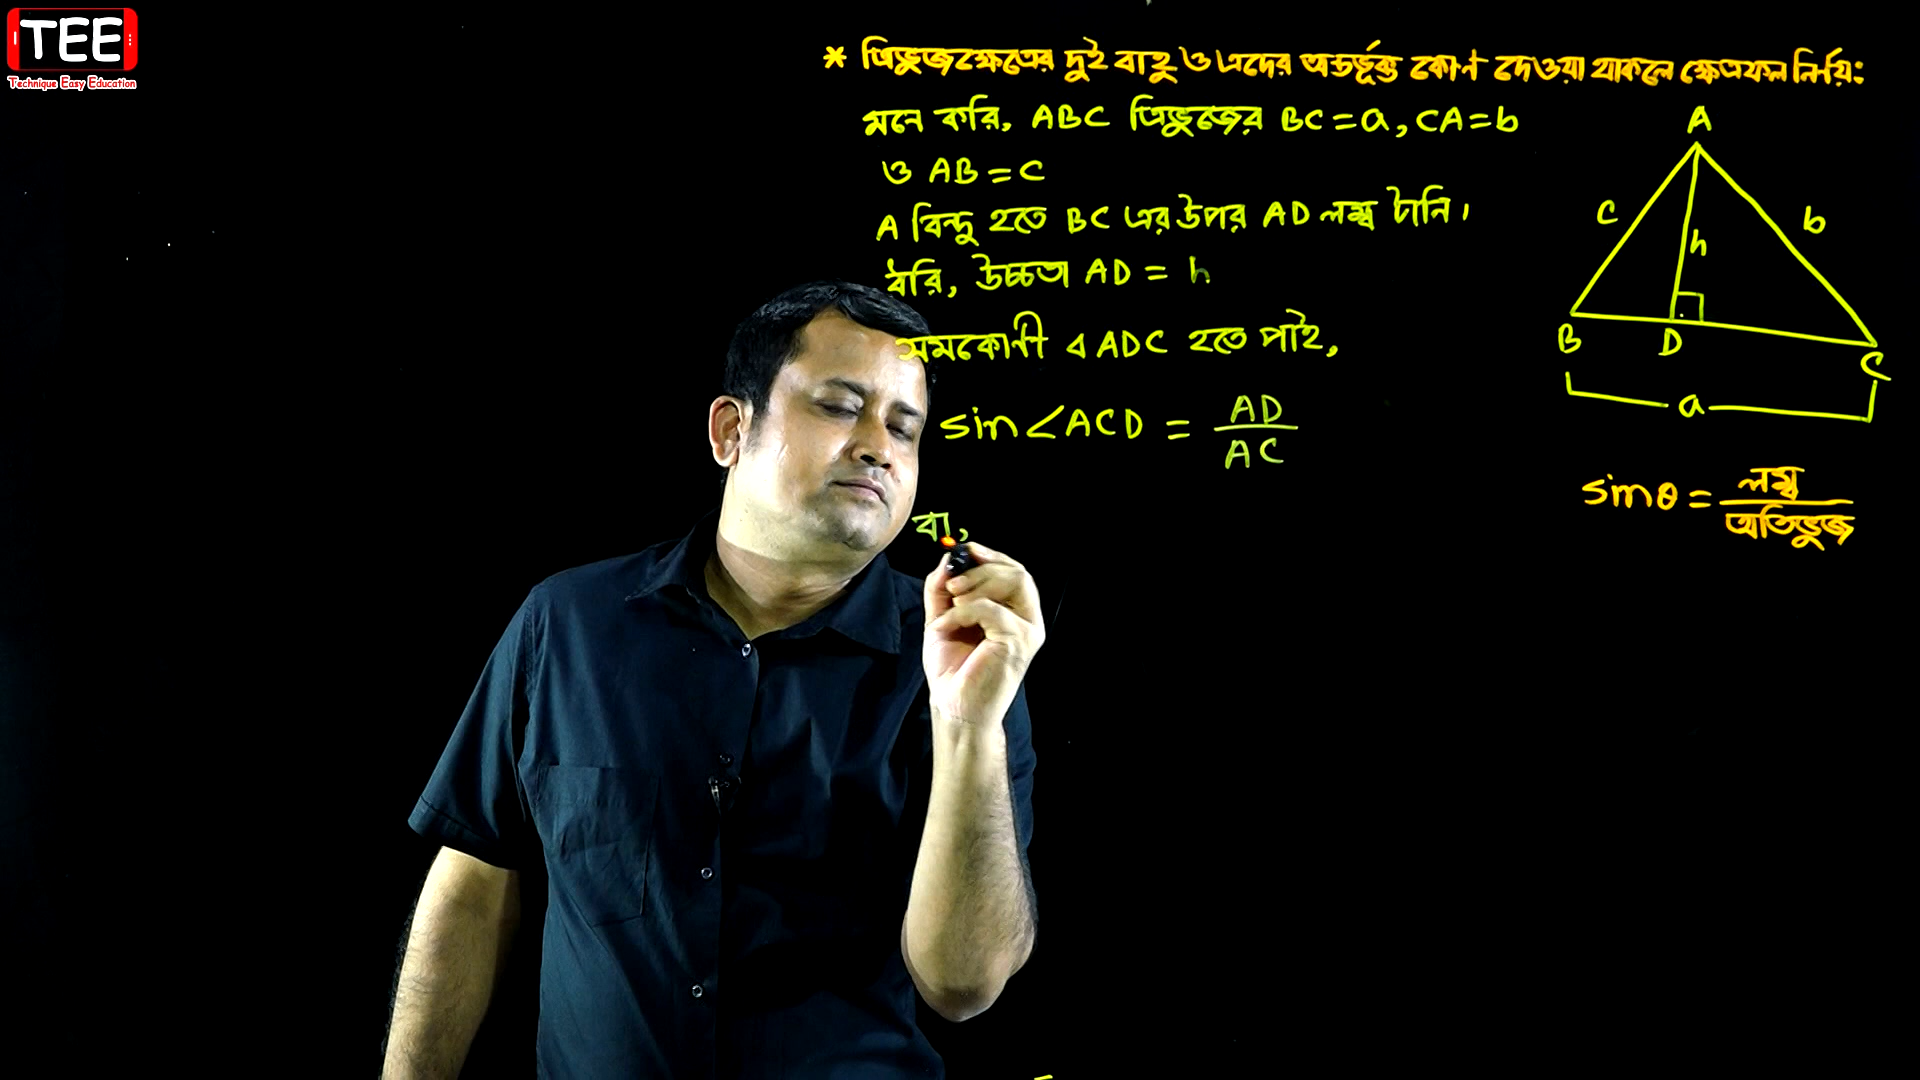 TEE
Technique Easy Education
* ত্রিভুজক্ষেত্রের দুই বাহু ও এদের অন্তর্ভুক্ত কোণ দেওয়া থাকলে ক্ষেত্রফল নির্ণয়:
মনে করি, ABC ত্রিভুজের BC = a, CA = b
ও AB = c
A বিন্দু হতে BC এর উপর AD লম্ব টানি।
ধরি, উচ্চতা AD = h
সমকোণী ⊿ ADC হতে পাই,
sin∠ACD = AD/AC
বা,
A
c
b
h
B
D
C
a
sinθ = লম্ব/অতিভুজ